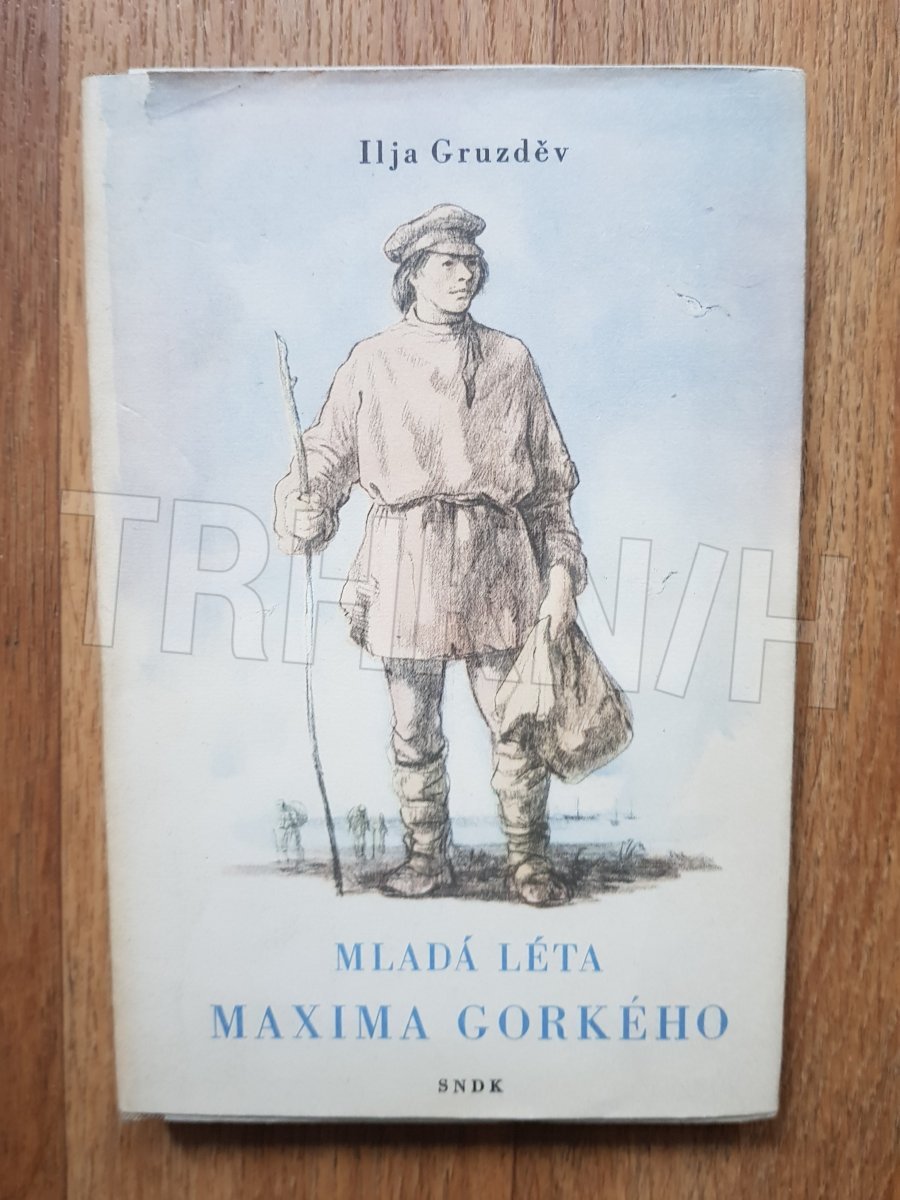 Ilja Gruzděv
MLADÁ LÉTA
MAXIMA GORKÉHO
SNDK